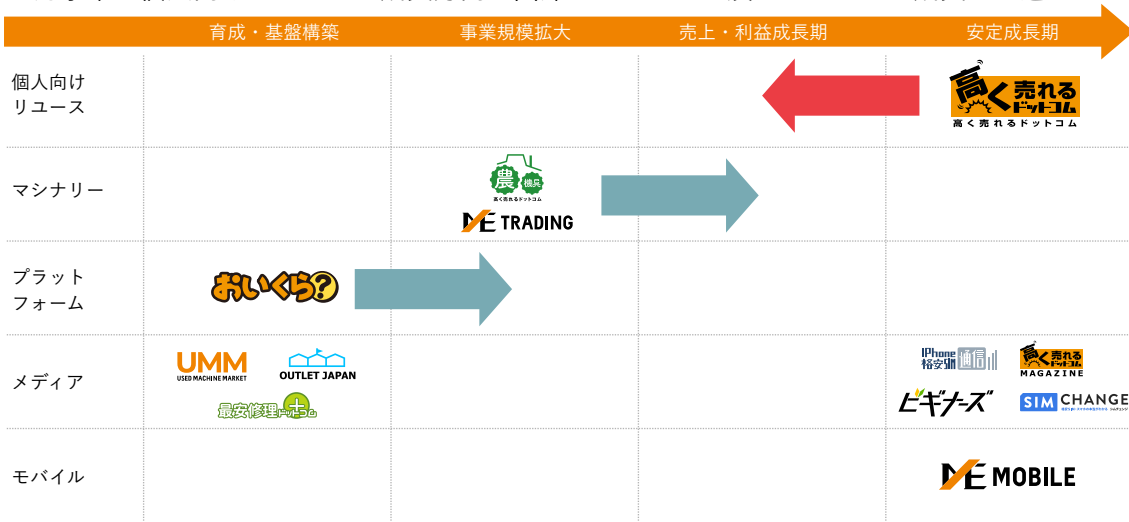 育成・基盤構築
事業規模拡大
売上・利益成長期
安定成長期
個人向け
リユース
高く売れる
ドットコム
高く売れるドットコム
マシナリー
農機具
高く売れるドットコム
ME TRADING
プラット
フォーム
おいくら?
メディア
UMM
USED MACHINE MARKET
OUTLET JAPAN
最安修理ドットコム
iPhone
格安SIM通信
高く売れる
ドットコム
MAGAZINE
ビギナーズ
SIM CHANGE
モバイル
ME MOBILE